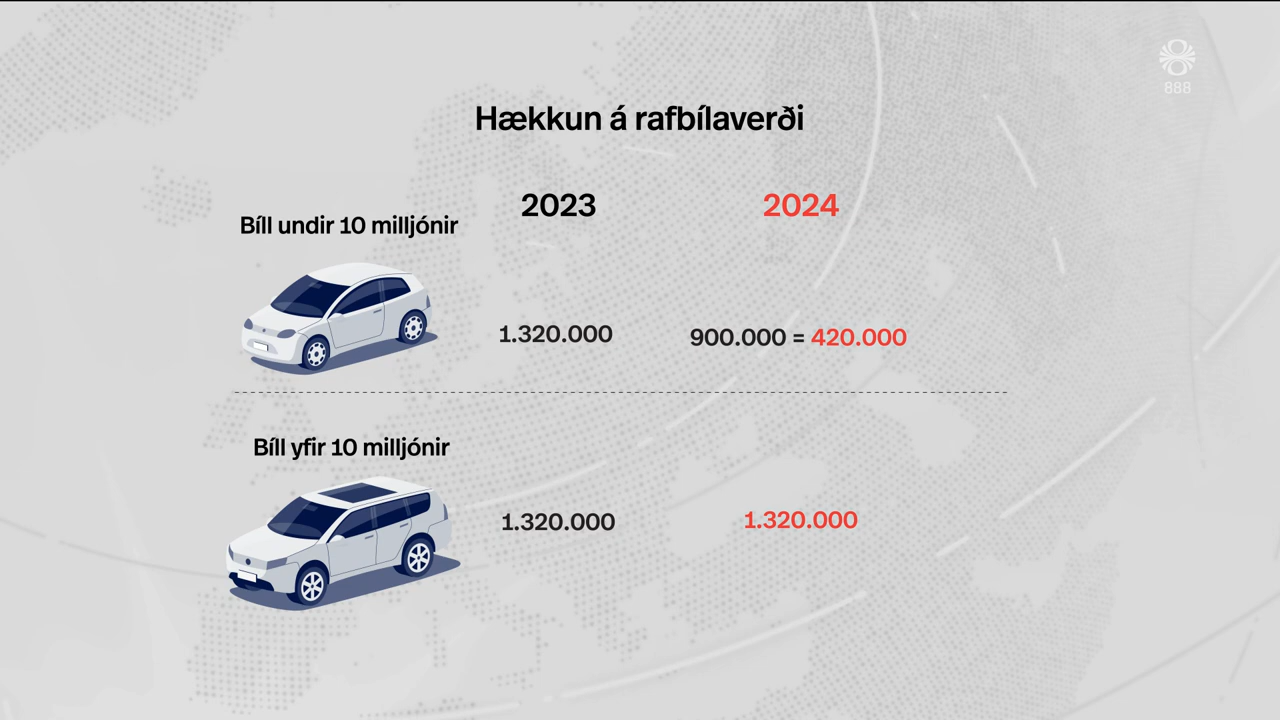 888
Hækkun á rafbílaverði
2023
2024
Bíll undir 10 milljónir
1.320.000
900.000 = 420.000
Bíll yfir 10 milljónir
1.320.000
1.320.000